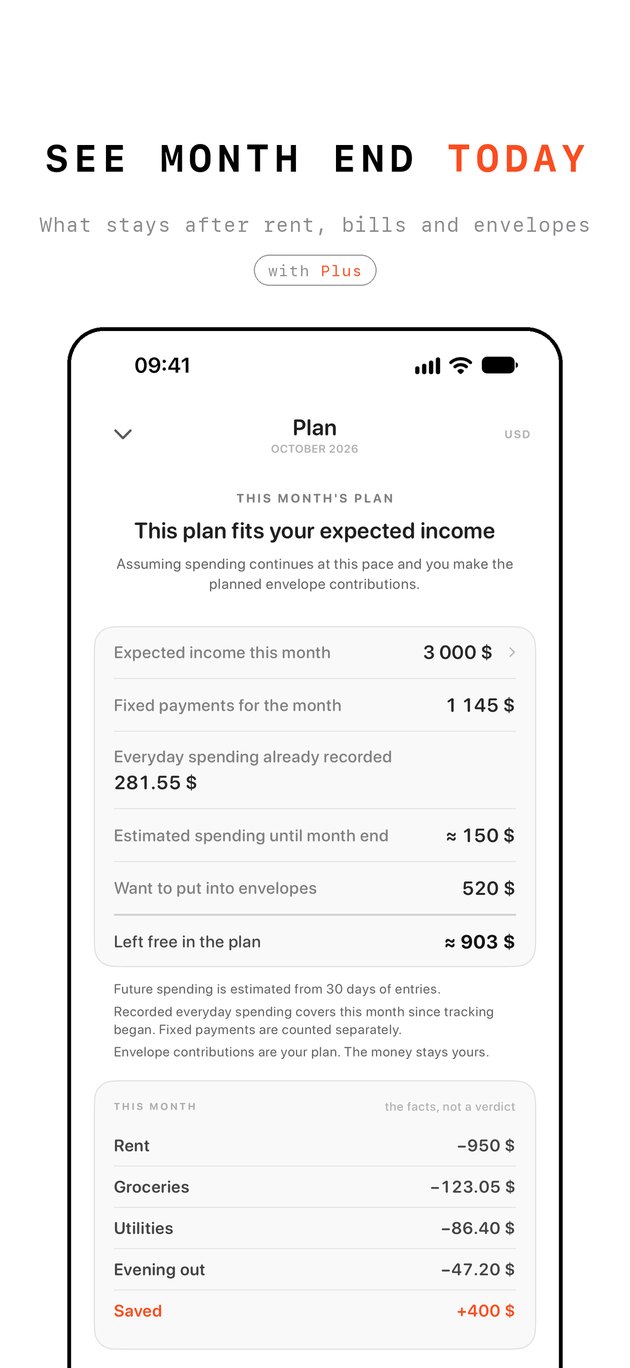 SEE MONTH END TODAY
What stays after rent, bills and envelopes
with Plus
09:41
Plan
OCTOBER 2026
USD
THIS MONTH'S PLAN
This plan fits your expected income
Assuming spending continues at this pace and you make the
planned envelope contributions.
Expected income this month 3 000 $
Fixed payments for the month 1 145 $
Everyday spending already recorded
281.55 $
Estimated spending until month end ≈ 150 $
Want to put into envelopes 520 $
Left free in the plan ≈ 903 $
Future spending is estimated from 30 days of entries.
Recorded everyday spending covers this month since tracking
began. Fixed payments are counted separately.
Envelope contributions are your plan. The money stays yours.
THIS MONTH the facts, not a verdict
Rent −950 $
Groceries −123.05 $
Utilities −86.40 $
Evening out −47.20 $
Saved +400 $